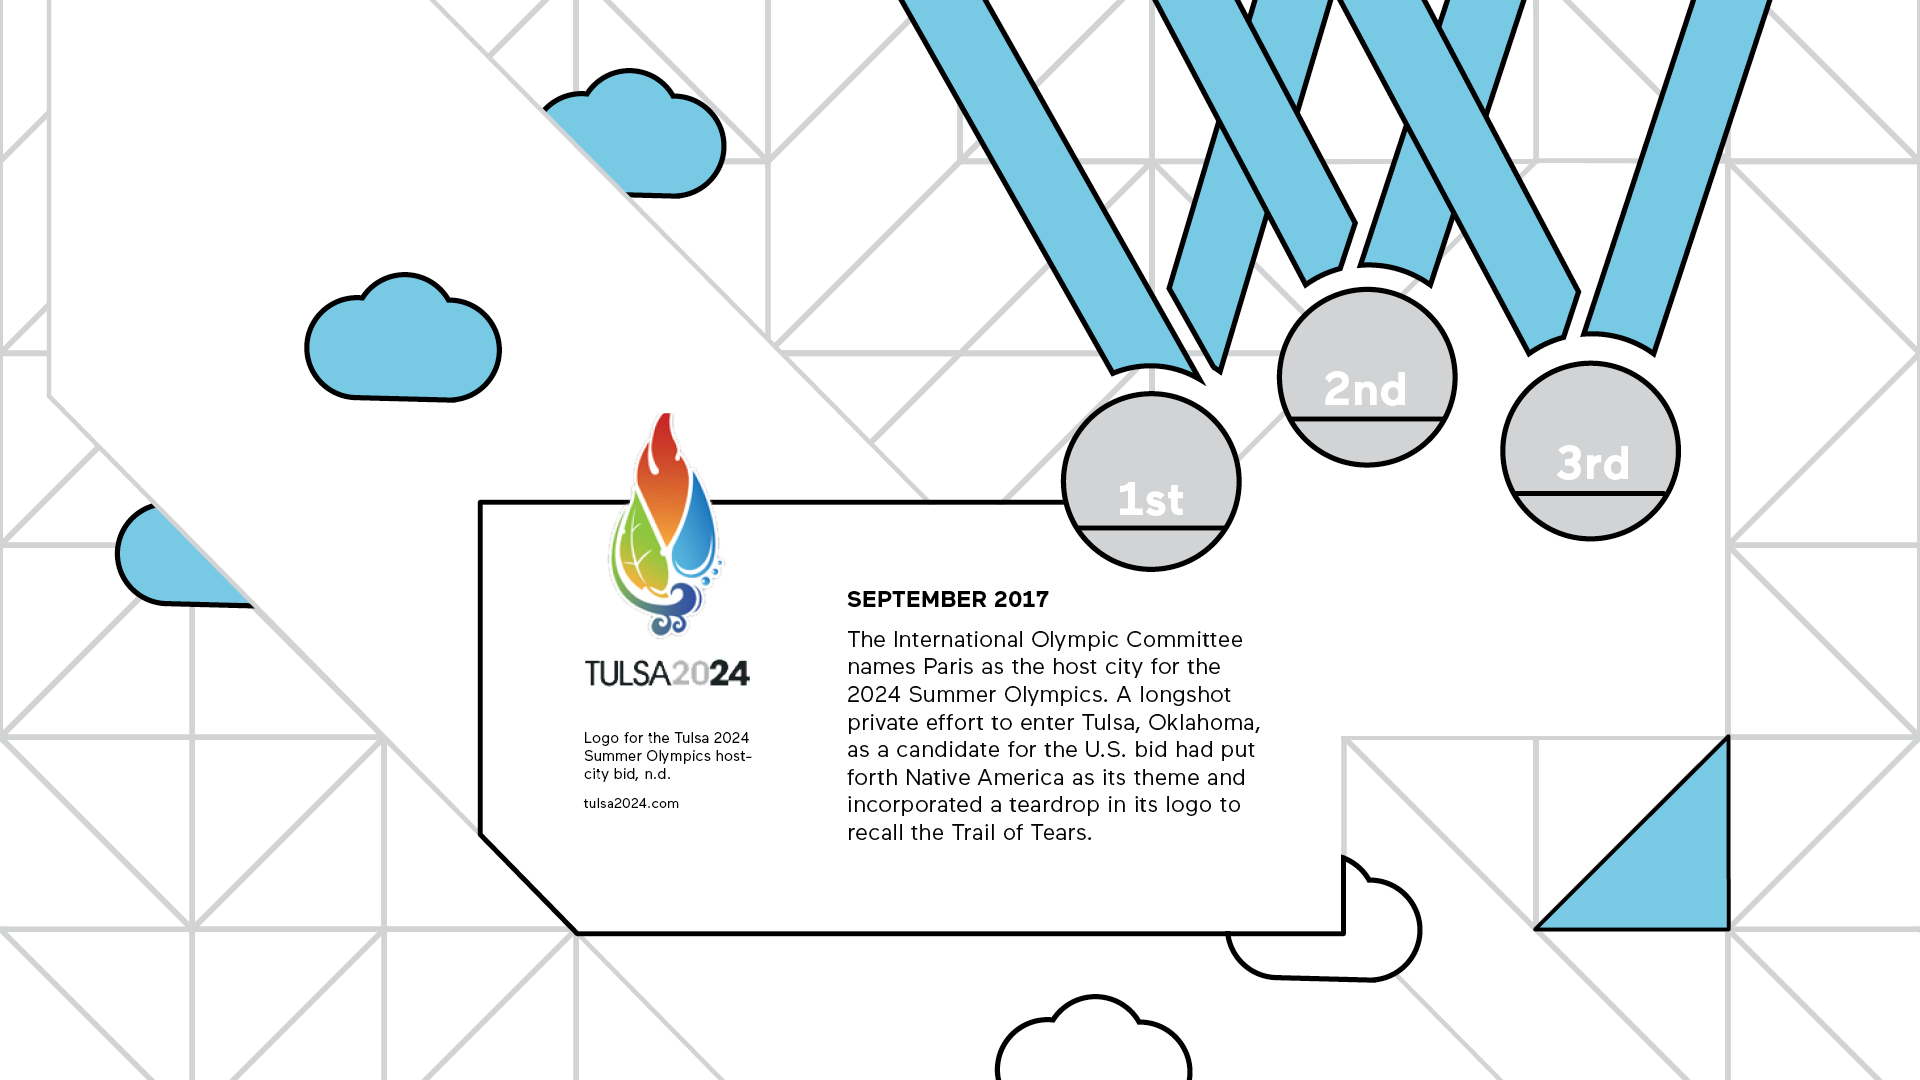 2nd
3rd
1st
TULSA2024
Logo for the Tulsa 2024
Summer Olympics host-
city bid, n.d.
tulsa2024.com
SEPTEMBER 2017
The International Olympic Committee
names Paris as the host city for the
2024 Summer Olympics. A longshot
private effort to enter Tulsa, Oklahoma,
as a candidate for the U.S. bid had put
forth Native America as its theme and
incorporated a teardrop in its logo to
recall the Trail of Tears.